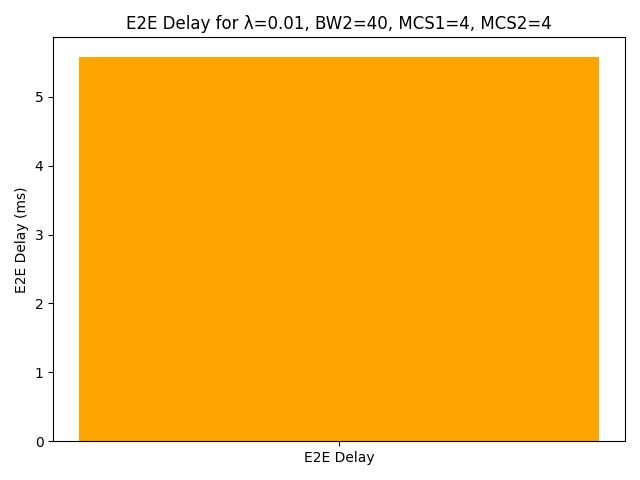 E2E Delay for λ=0.01, BW2=40, MCS1=4, MCS2=4
E2E Delay (ms)
5
4
3
2
1
0
E2E Delay